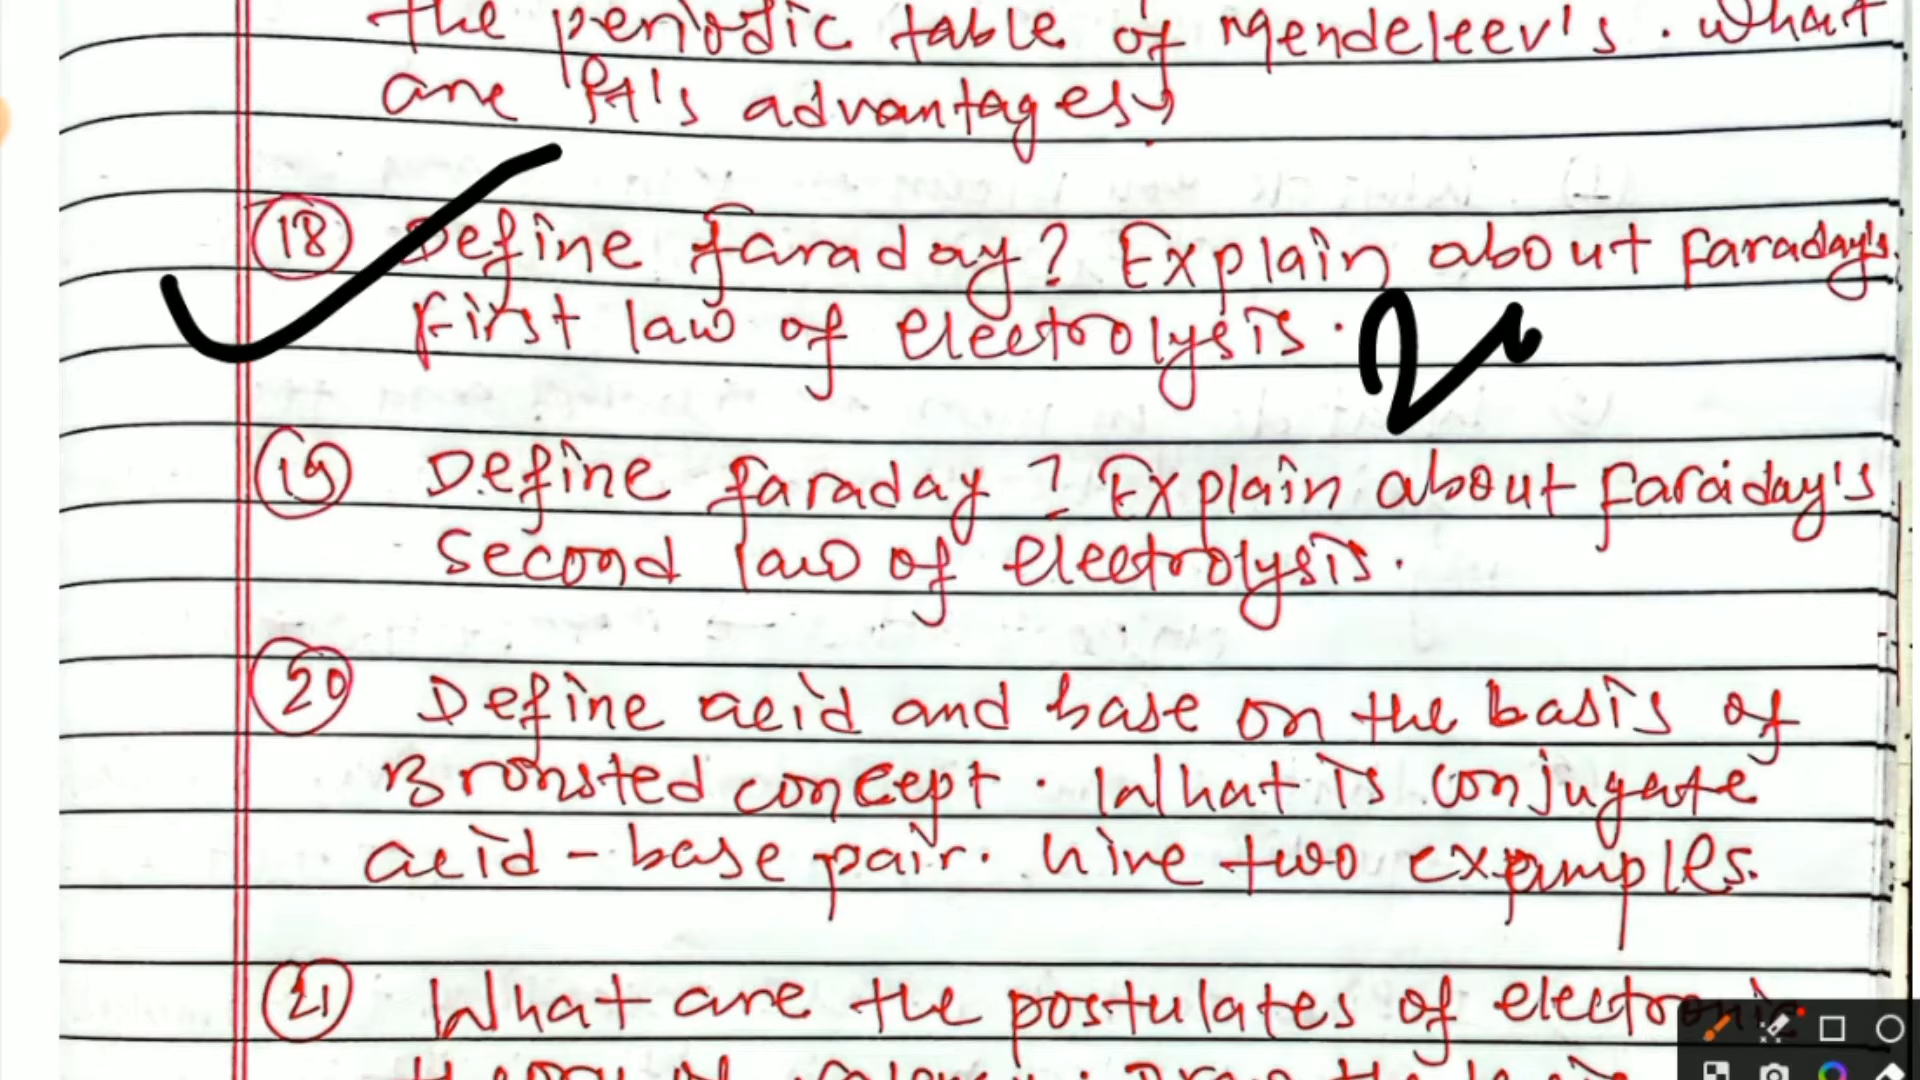 the periodic table of Mendeleev's. What
are it's advantages?
18 Define faraday? Explain about Faraday's
First law of electrolysis.
19 Define faraday? Explain about Faraday's
Second law of electrolysis.
20 Define acid and base on the basis of
Bronsted concept. What is conjugate
acid-base pair. Give two examples.
21 What are the postulates of electronic